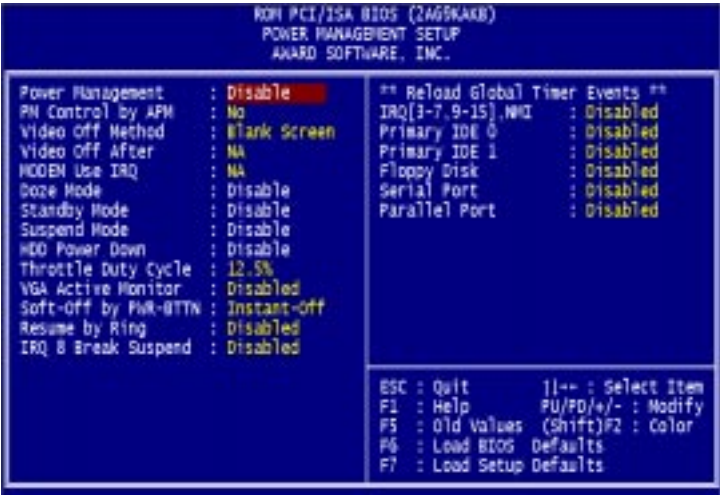 ROM PCI/ISA BIOS (2A69KAKB)
POWER MANAGEMENT SETUP
AWARD SOFTWARE, INC.
Power Management : Disable
PM Control by APM : No
Video Off Method : Blank Screen
Video Off After : NA
MODEM Use IRQ : NA
Doze Mode : Disable
Standby Mode : Disable
Suspend Mode : Disable
HDD Power Down : Disable
Throttle Duty Cycle : 12.5%
VGA Active Monitor : Disabled
Soft-Off by PWR-BTTN : Instant-Off
Resume by Ring : Disabled
IRQ 8 Break Suspend : Disabled
** Reload Global Timer Events **
IRQ[3-7,9-15],NMI : Disabled
Primary IDE 0 : Disabled
Primary IDE 1 : Disabled
Floppy Disk : Disabled
Serial Port : Disabled
Parallel Port : Disabled
ESC : Quit : Select Item
F1 : Help PU/PD/+/- : Modify
F5 : Old Values (Shift)F2 : Color
F6 : Load BIOS Defaults
F7 : Load Setup Defaults